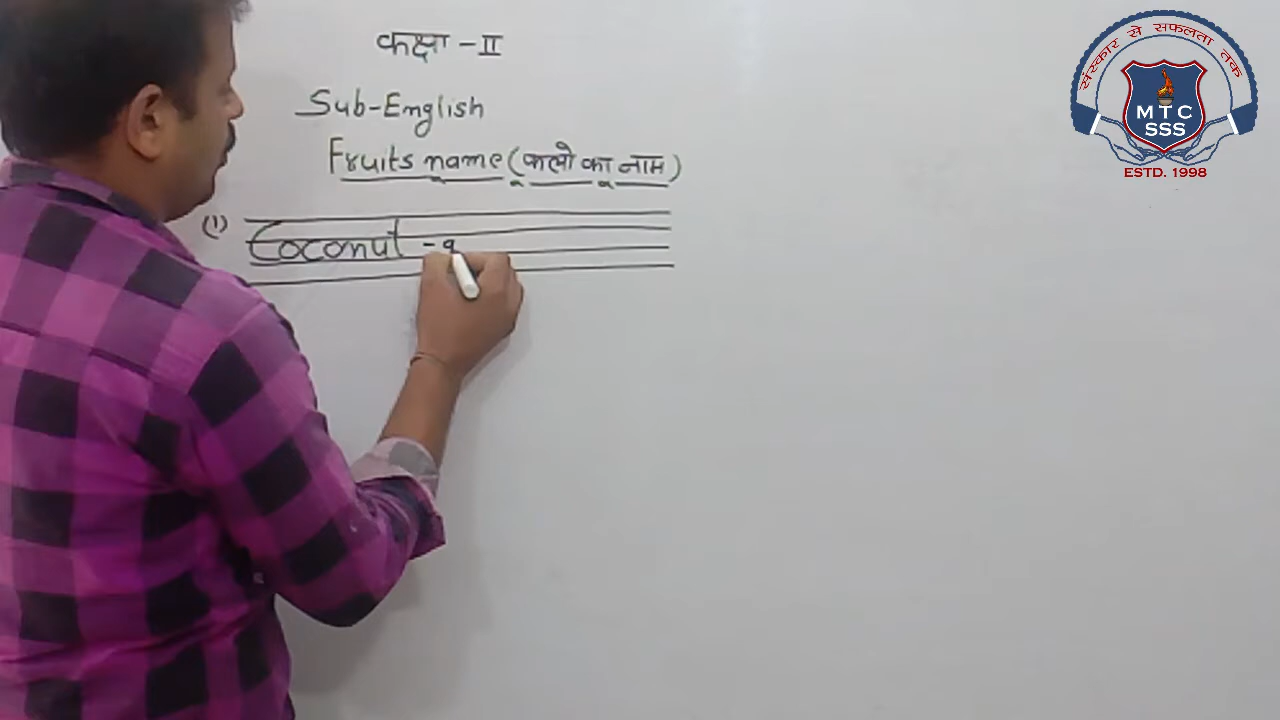 कक्षा - II
Sub-English
Fruits name (फलो का नाम)
(1) Coconut -
संस्कार से सफलता तक
MTC
SSS
ESTD. 1998